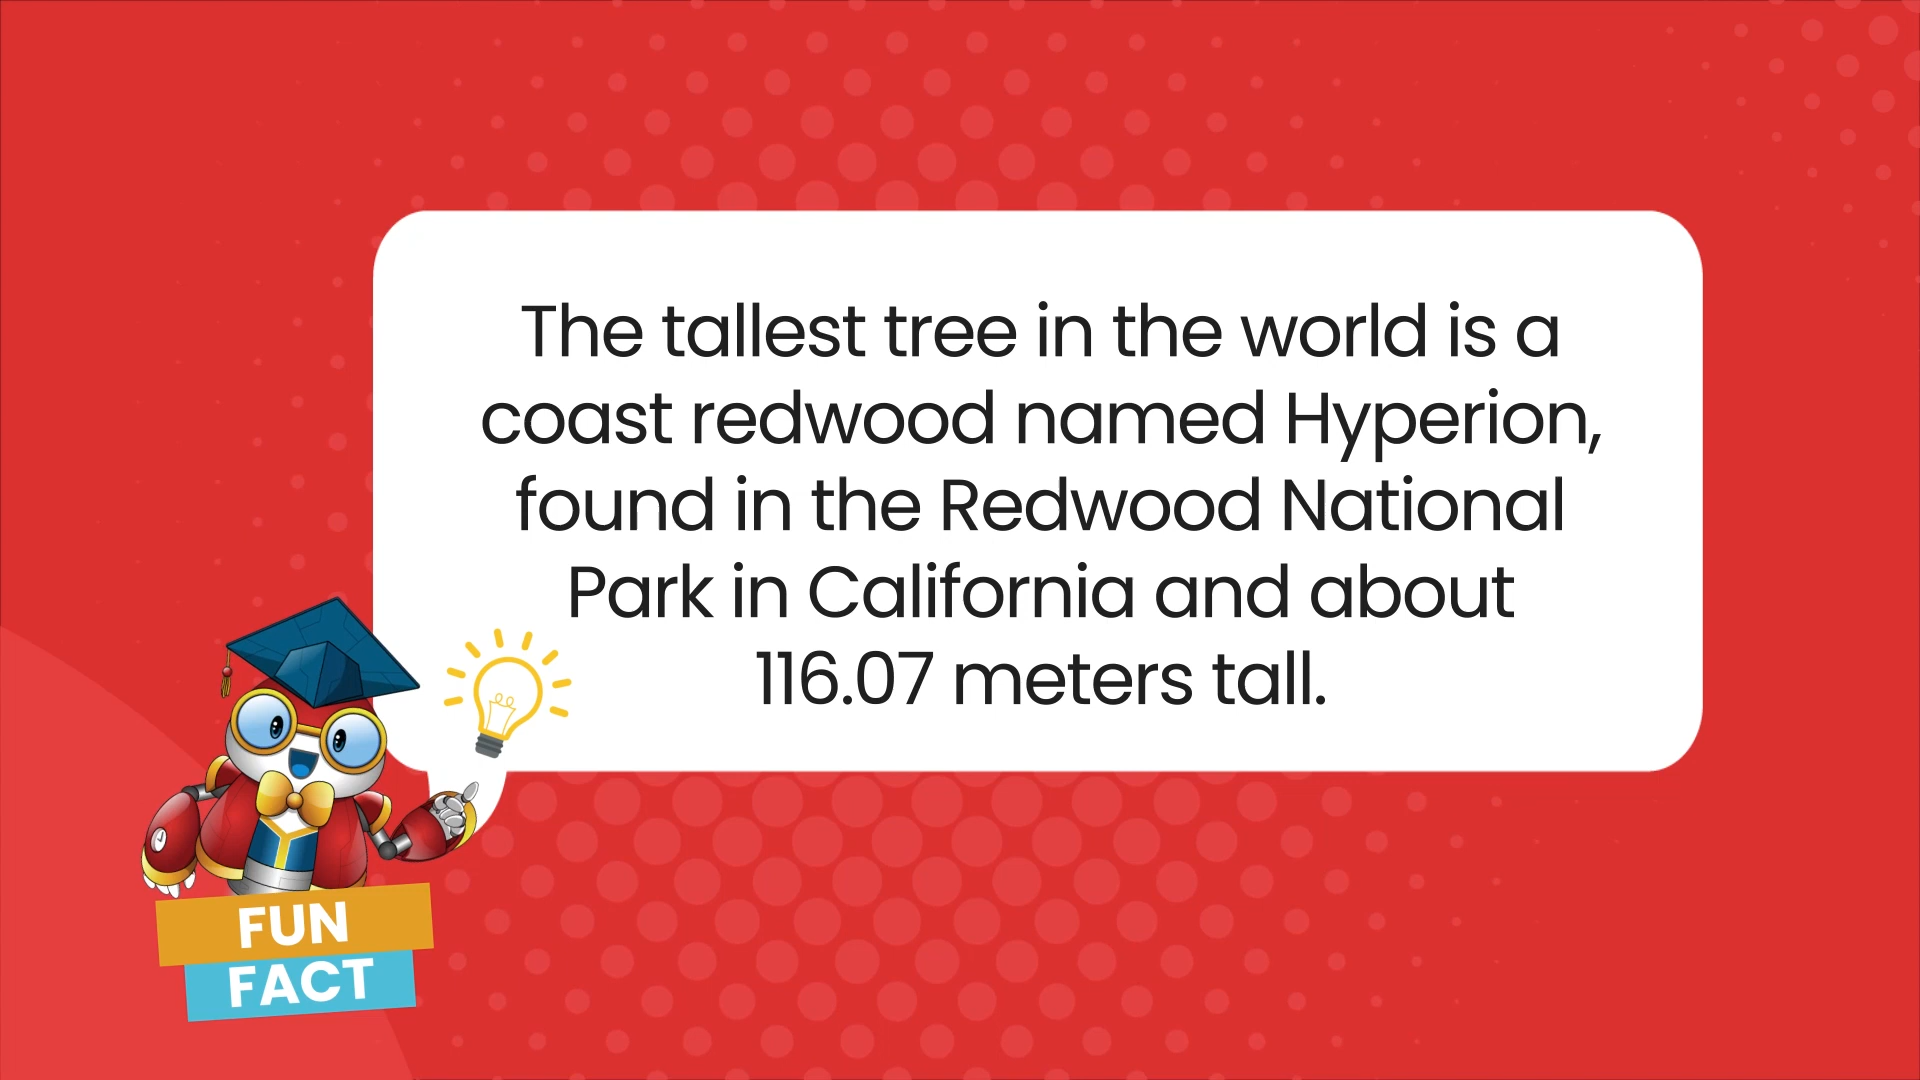 The tallest tree in the world is a
coast redwood named Hyperion,
found in the Redwood National
Park in California and about
116.07 meters tall.
FUN
FACT